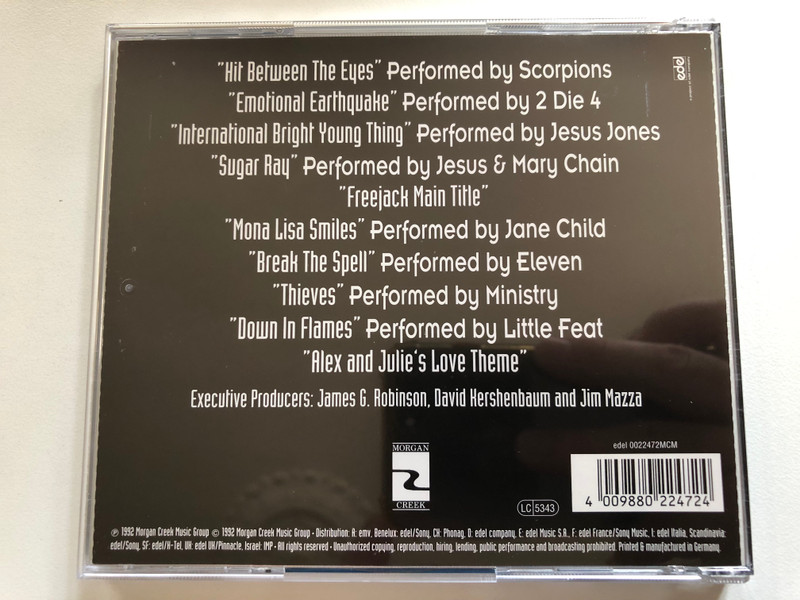 "Hit Between The Eyes" Performed by Scorpions
"Emotional Earthquake" Performed by 2 Die 4
"International Bright Young Thing" Performed by Jesus Jones
"Sugar Ray" Performed by Jesus & Mary Chain
"Freejack Main Title"
"Mona Lisa Smiles" Performed by Jane Child
"Break The Spell" Performed by Eleven
"Thieves" Performed by Ministry
"Down In Flames" Performed by Little Feat
"Alex and Julie's Love Theme"
Executive Producers: James G. Robinson, David Kershenbaum and Jim Mazza
edel
MORGAN
CREEK
LC 5343
edel 0022472MCM
4 009880 224724
℗ 1992 Morgan Creek Music Group © 1992 Morgan Creek Music Group · Distribution: A: emv, Benelux: edel/Sony, CH: Phonag, D: edel company, E: edel Music S.A., F: edel France/Sony Music, I: edel Italia, Scandinavia:
edel/Sony, SF: edel/K-Tel, UK: edel UK/Pinnacle, Israel: IMP · All rights reserved · Unauthorized copying, reproduction, hiring, lending, public performance and broadcasting prohibited. Printed & manufactured in Germany.